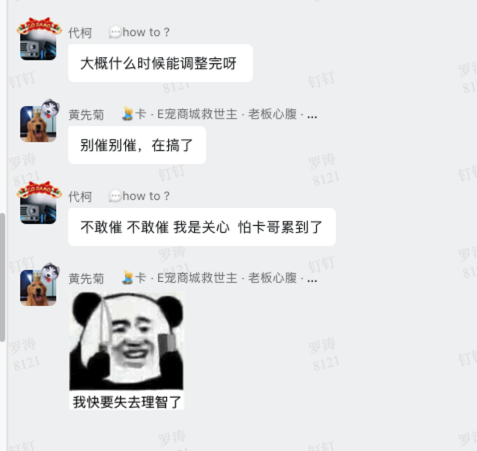 代柯 how to？
大概什么时候能调整完呀
黄先菊 卡 · E宠商城救世主 · 老板心腹 · ...
别催别催，在搞了
代柯 how to？
不敢催 不敢催 我是关心 怕卡哥累到了
黄先菊 卡 · E宠商城救世主 · 老板心腹 · ...
我快要失去理智了
钉钉
罗涛
8121